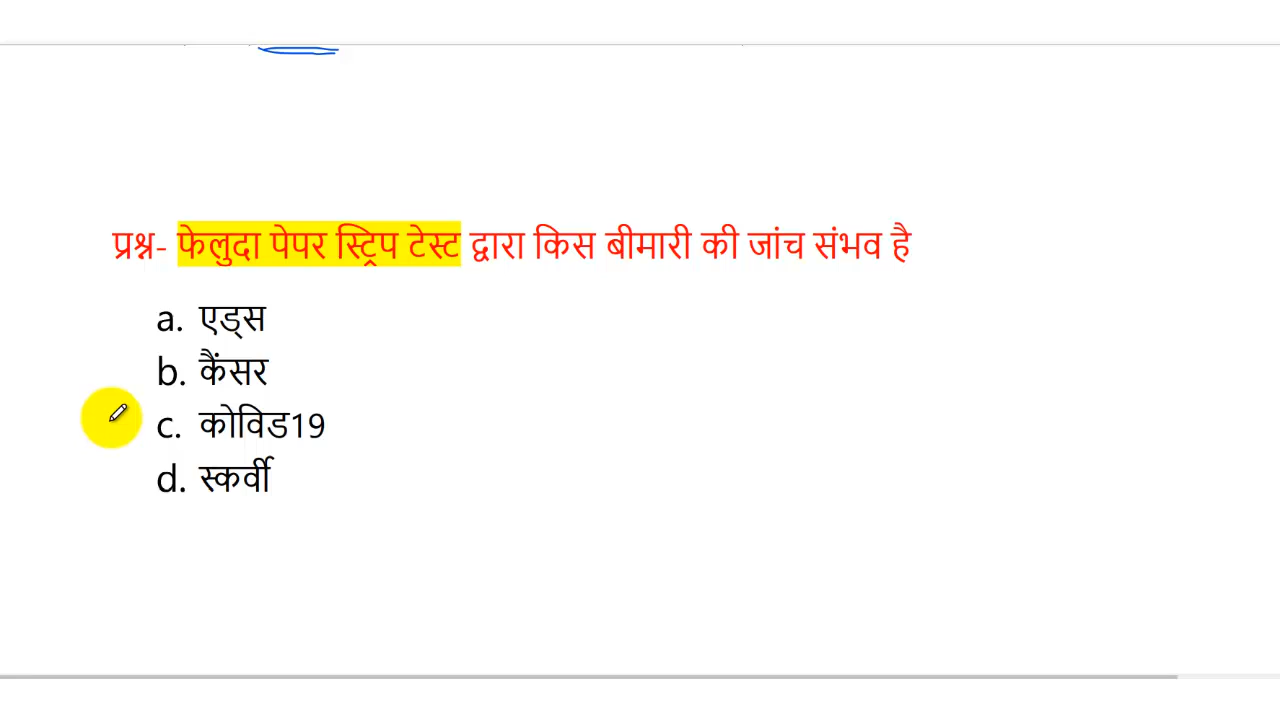 प्रश्न- फेलुदा पेपर स्ट्रिप टेस्ट द्वारा किस बीमारी की जांच संभव है
a. एड्स
b. कैंसर
c. कोविड19
d. स्कर्वी